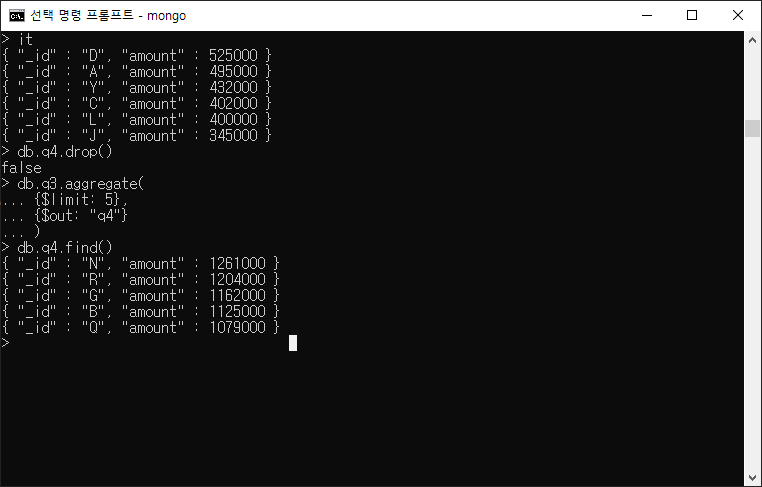 선택 명령 프롬프트 - mongo
> it
{ "_id" : "D", "amount" : 525000 }
{ "_id" : "A", "amount" : 495000 }
{ "_id" : "Y", "amount" : 432000 }
{ "_id" : "C", "amount" : 402000 }
{ "_id" : "L", "amount" : 400000 }
{ "_id" : "J", "amount" : 345000 }
> db.q4.drop()
false
> db.q3.aggregate(
... {$limit: 5},
... {$out: "q4"}
... )
> db.q4.find()
{ "_id" : "N", "amount" : 1261000 }
{ "_id" : "R", "amount" : 1204000 }
{ "_id" : "G", "amount" : 1162000 }
{ "_id" : "B", "amount" : 1125000 }
{ "_id" : "Q", "amount" : 1079000 }
>